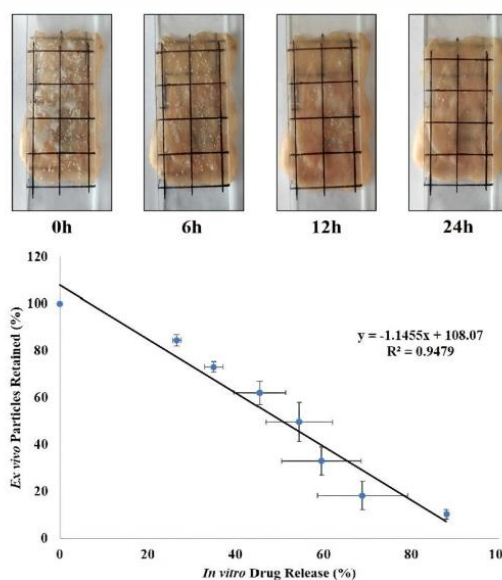 0h 6h 12h 24h
120
100
80
60
40
20
0
Ex vivo Particles Retained (%)
y = -1.1455x + 108.07
R² = 0.9479
0 20 40 60 80 10
In vitro Drug Release (%)